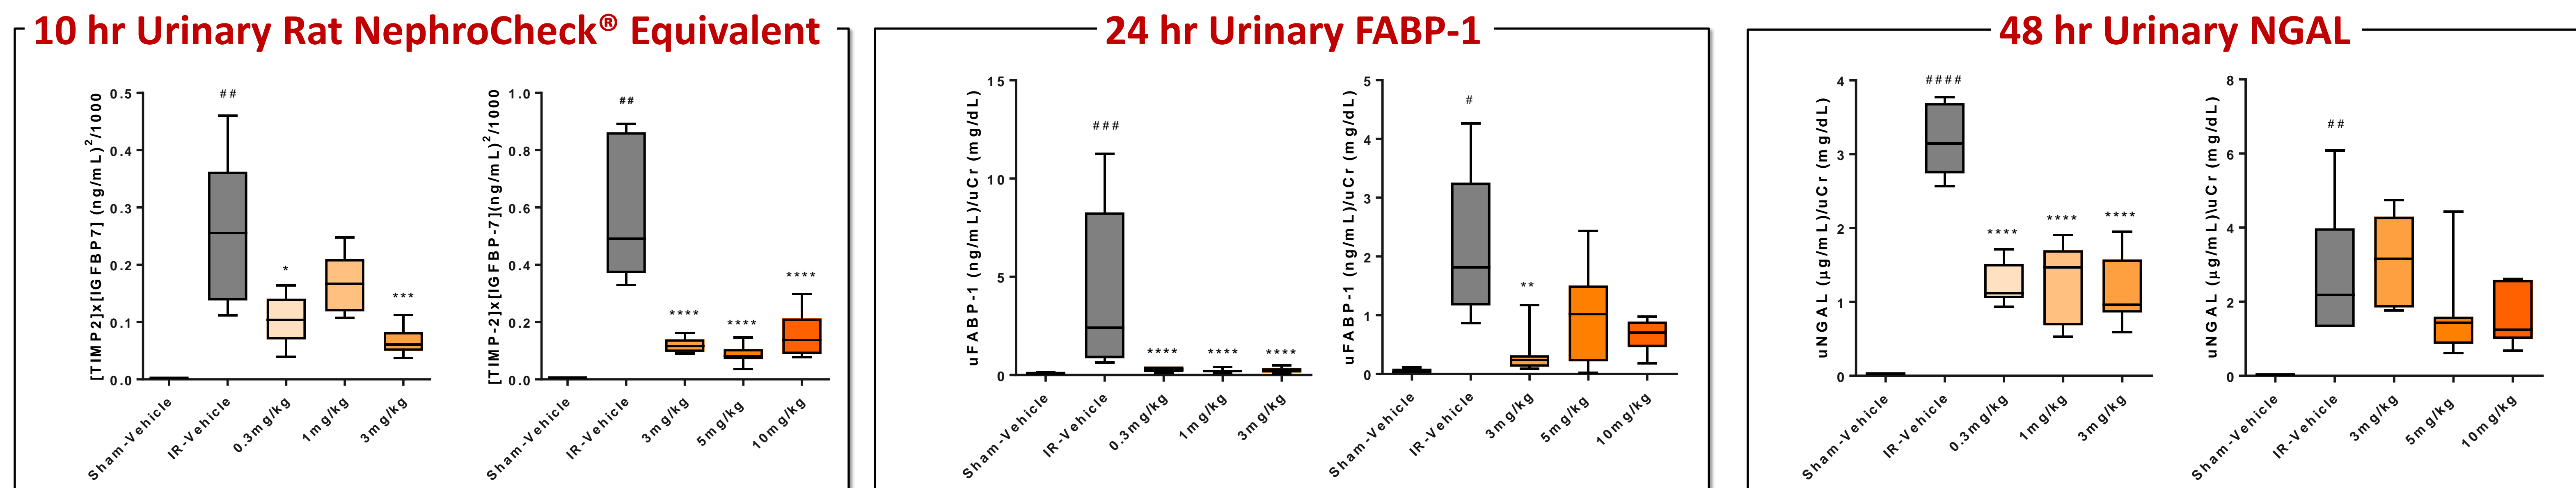 10 hr Urinary Rat NephroCheck® Equivalent
[TIMP2]x[IGFBP7] (ng/mL)²/1000
0.5
0.4
0.3
0.2
0.1
0.0
##
*
***
Sham-Vehicle
IR-Vehicle
0.3mg/kg
1mg/kg
3mg/kg
[TIMP-2]x[IGFBP-7](ng/mL)²/1000
1.0
0.8
0.6
0.4
0.2
0.0
##
****
****
****
Sham-Vehicle
IR-Vehicle
3mg/kg
5mg/kg
10mg/kg
24 hr Urinary FABP-1
uFABP-1 (ng/mL)/uCr (mg/dL)
15
10
5
0
###
****
****
****
Sham-Vehicle
IR-Vehicle
0.3mg/kg
1mg/kg
3mg/kg
uFABP-1 (ng/mL)/uCr (mg/dL)
5
4
3
2
1
0
#
**
Sham-Vehicle
IR-Vehicle
3mg/kg
5mg/kg
10mg/kg
48 hr Urinary NGAL
uNGAL (µg/mL)/uCr (mg/dL)
4
3
2
1
0
####
****
****
****
Sham-Vehicle
IR-Vehicle
0.3mg/kg
1mg/kg
3mg/kg
uNGAL (µg/mL)\uCr (mg/dL)
8
6
4
2
0
##
Sham-Vehicle
IR-Vehicle
3mg/kg
5mg/kg
10mg/kg